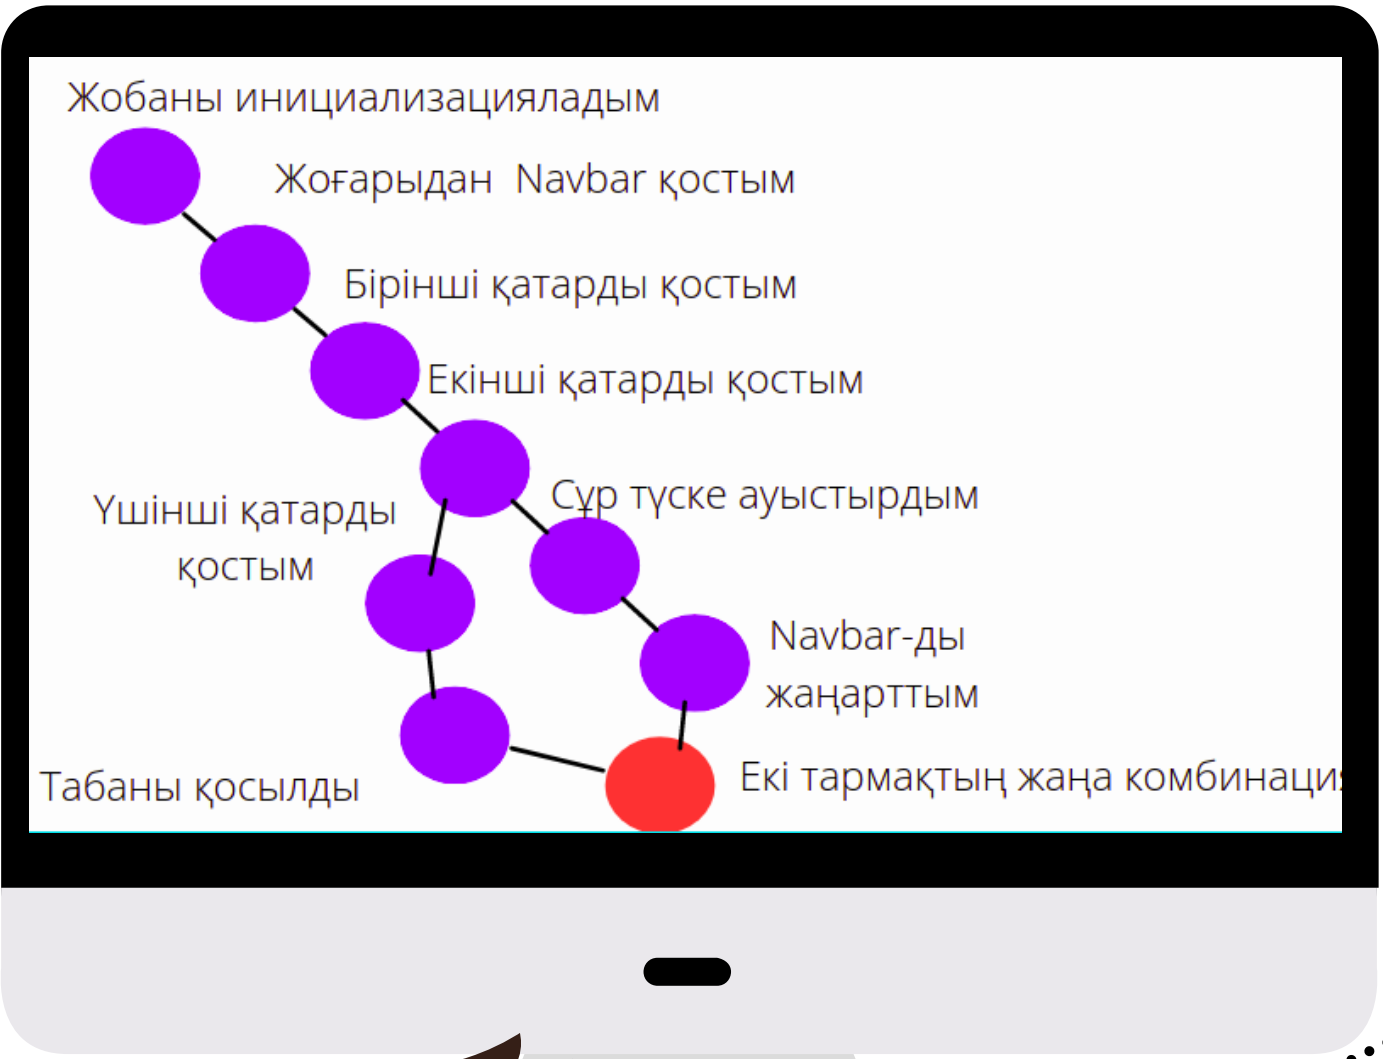 Жобаны инициализацияладым
Жоғарыдан Navbar қостым
Бірінші қатарды қостым
Екінші қатарды қостым
Сұр түске ауыстырдым
Үшінші қатарды
қостым
Navbar-ды
жаңарттым
Екі тармақтың жаңа
Табаны қосылды